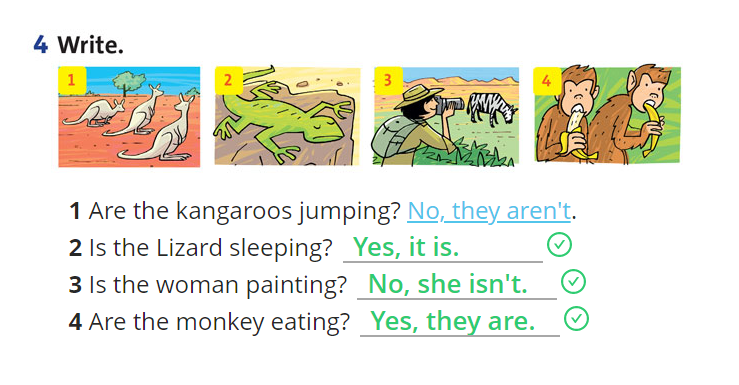 4 Write.
1 2 3 4
1 Are the kangaroos jumping? No, they aren't.
2 Is the Lizard sleeping? Yes, it is.
3 Is the woman painting? No, she isn't.
4 Are the monkey eating? Yes, they are.